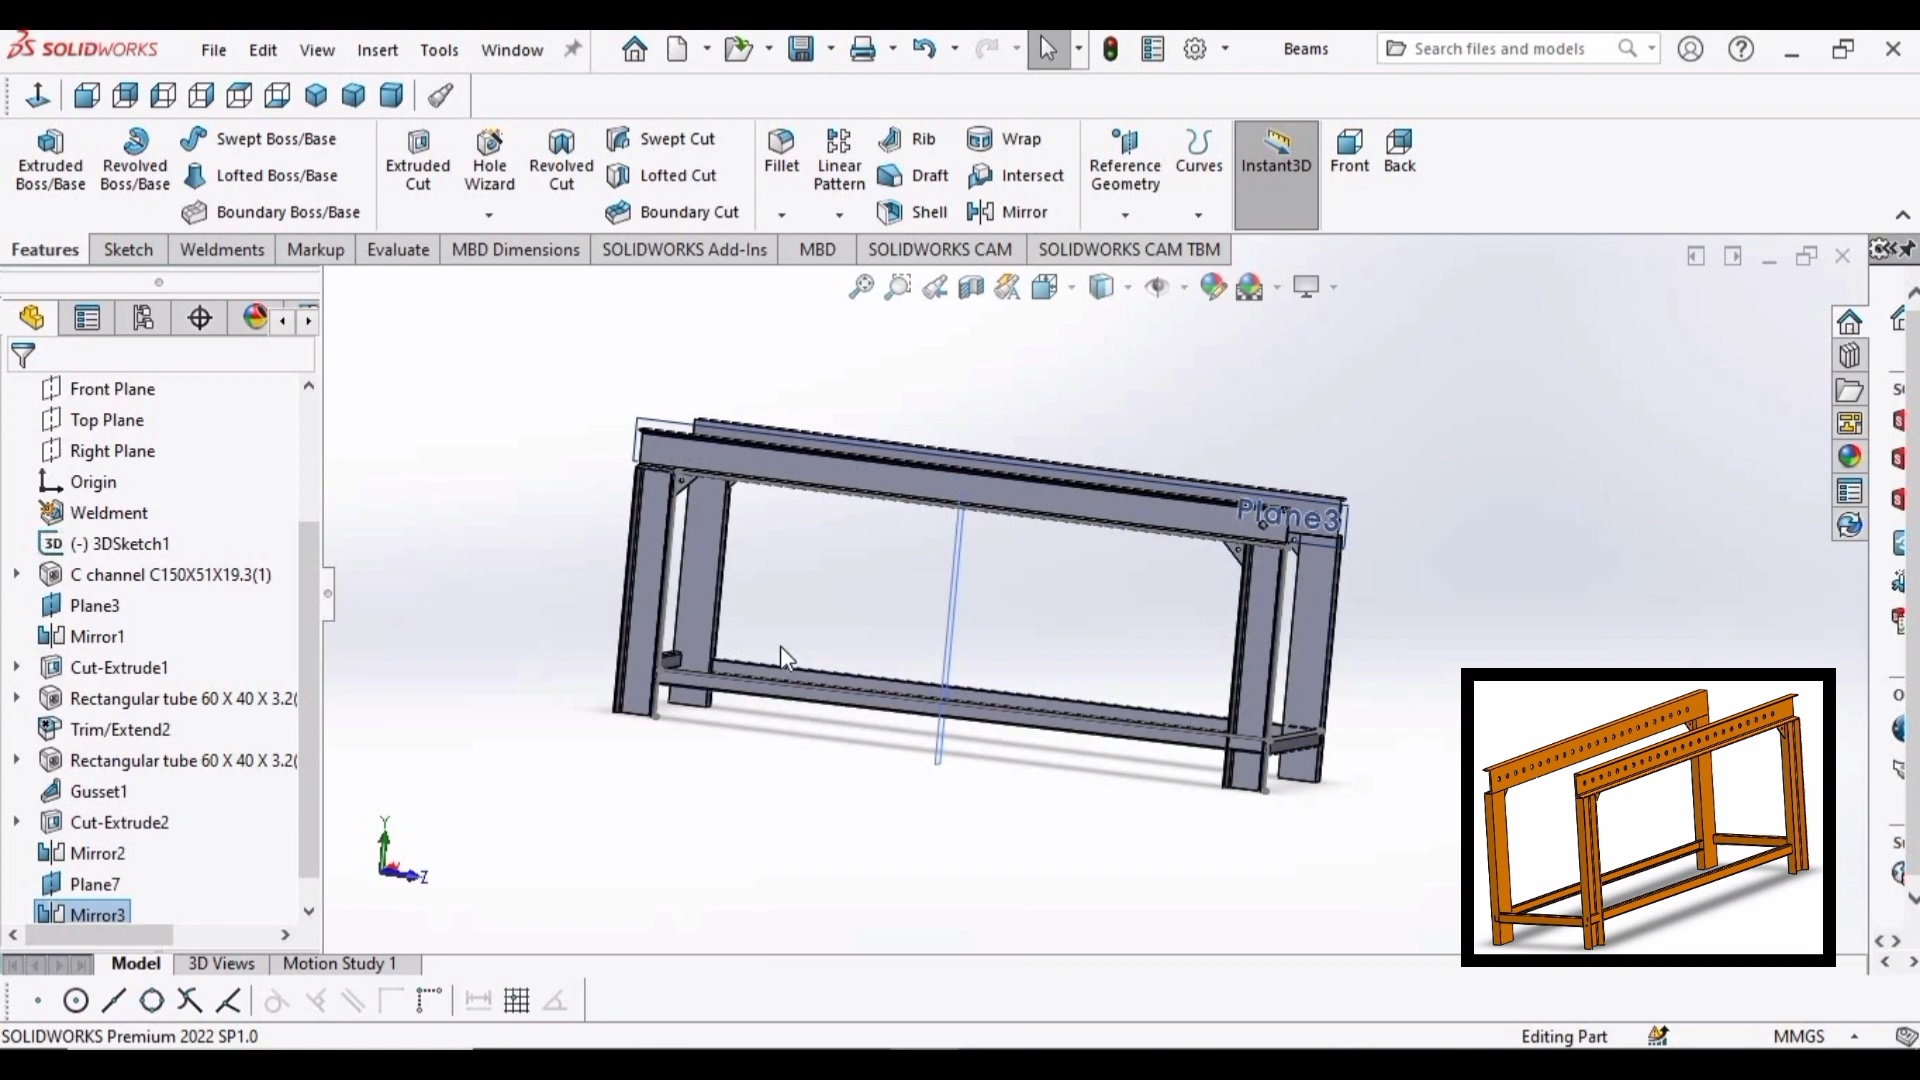 SOLIDWORKS File Edit View Insert Tools Window Beams Search files and models
Extruded Boss/Base
Revolved Boss/Base
Swept Boss/Base
Lofted Boss/Base
Boundary Boss/Base
Extruded Cut
Hole Wizard
Revolved Cut
Swept Cut
Lofted Cut
Boundary Cut
Fillet
Linear Pattern
Rib
Draft
Shell
Wrap
Intersect
Mirror
Reference Geometry
Curves
Instant3D
Front
Back
Features Sketch Weldments Markup Evaluate MBD Dimensions SOLIDWORKS Add-Ins MBD SOLIDWORKS CAM SOLIDWORKS CAM TBM
Front Plane
Top Plane
Right Plane
Origin
Weldment
3D (-) 3DSketch1
C channel C150X51X19.3(1)
Plane3
Mirror1
Cut-Extrude1
Rectangular tube 60 X 40 X 3.2(
Trim/Extend2
Rectangular tube 60 X 40 X 3.2(
Gusset1
Cut-Extrude2
Mirror2
Plane7
Mirror3
Plane3
Y
Z
Model 3D Views Motion Study 1
SOLIDWORKS Premium 2022 SP1.0 Editing Part MMGS